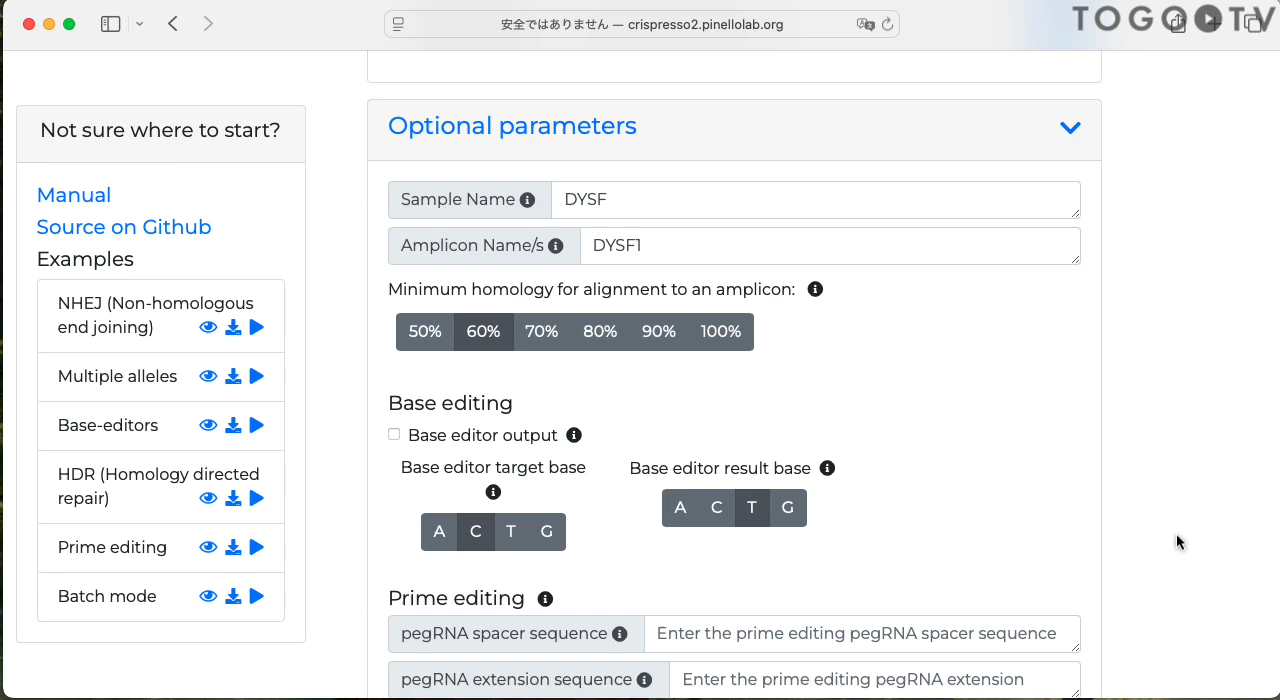 安全ではありません — crispresso2.pinellolab.org
TOGOTV
Not sure where to start?
Manual
Source on Github
Examples
NHEJ (Non-homologous
end joining)
Multiple alleles
Base-editors
HDR (Homology directed
repair)
Prime editing
Batch mode
Optional parameters
Sample Name
DYSF
Amplicon Name/s
DYSF1
Minimum homology for alignment to an amplicon:
50% 60% 70% 80% 90% 100%
Base editing
Base editor output
Base editor target base
A C T G
Base editor result base
A C T G
Prime editing
pegRNA spacer sequence
Enter the prime editing pegRNA spacer sequence
pegRNA extension sequence
Enter the prime editing pegRNA extension